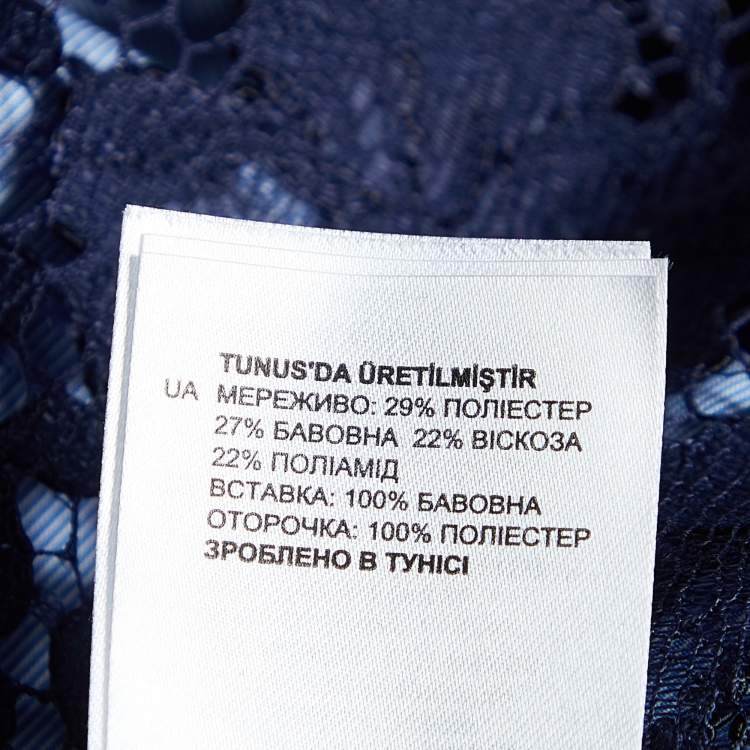 TUNUS'DA ÜRETİLMİŞTİR
UA МЕРЕЖИВО: 29% ПОЛІЕСТЕР
27% БАВОВНА 22% ВІСКОЗА
22% ПОЛІАМІД
ВСТАВКА: 100% БАВОВНА
ОТОРОЧКА: 100% ПОЛІЕСТЕР
ЗРОБЛЕНО В ТУНІСІ